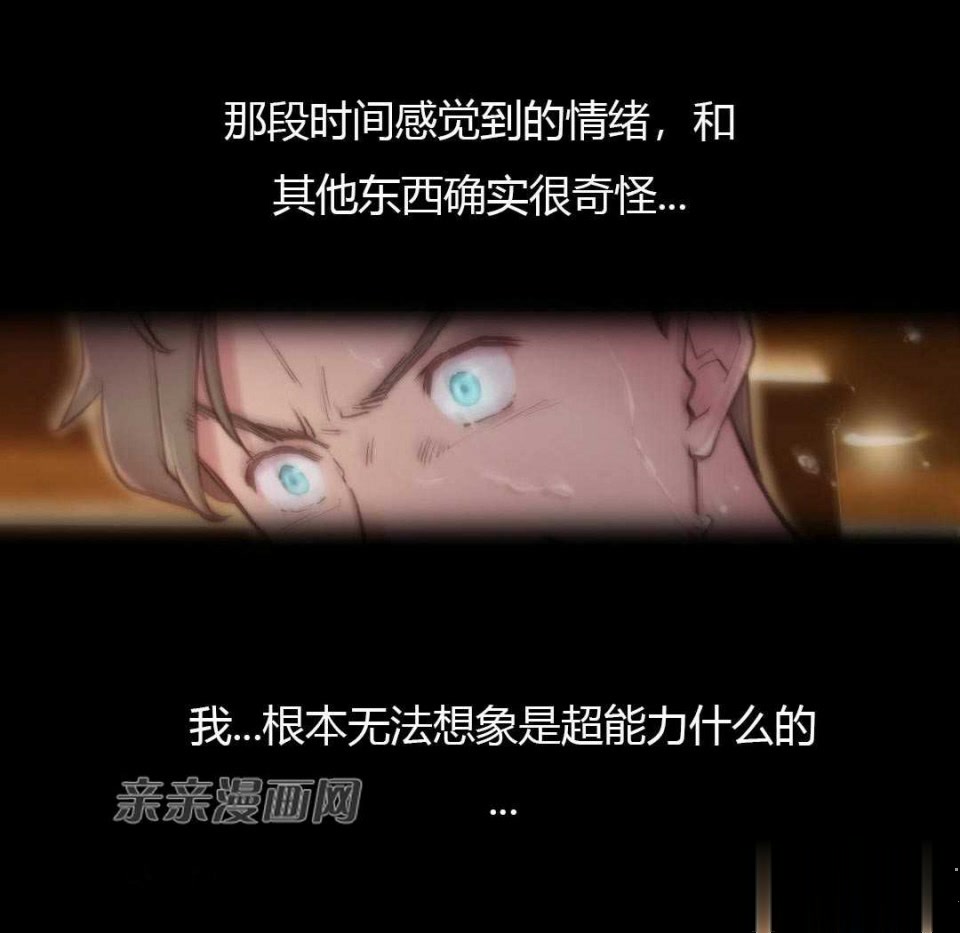 那段时间感觉到的情绪，和
其他东西确实很奇怪...
我...根本无法想象是超能力什么的
...
亲亲漫画网